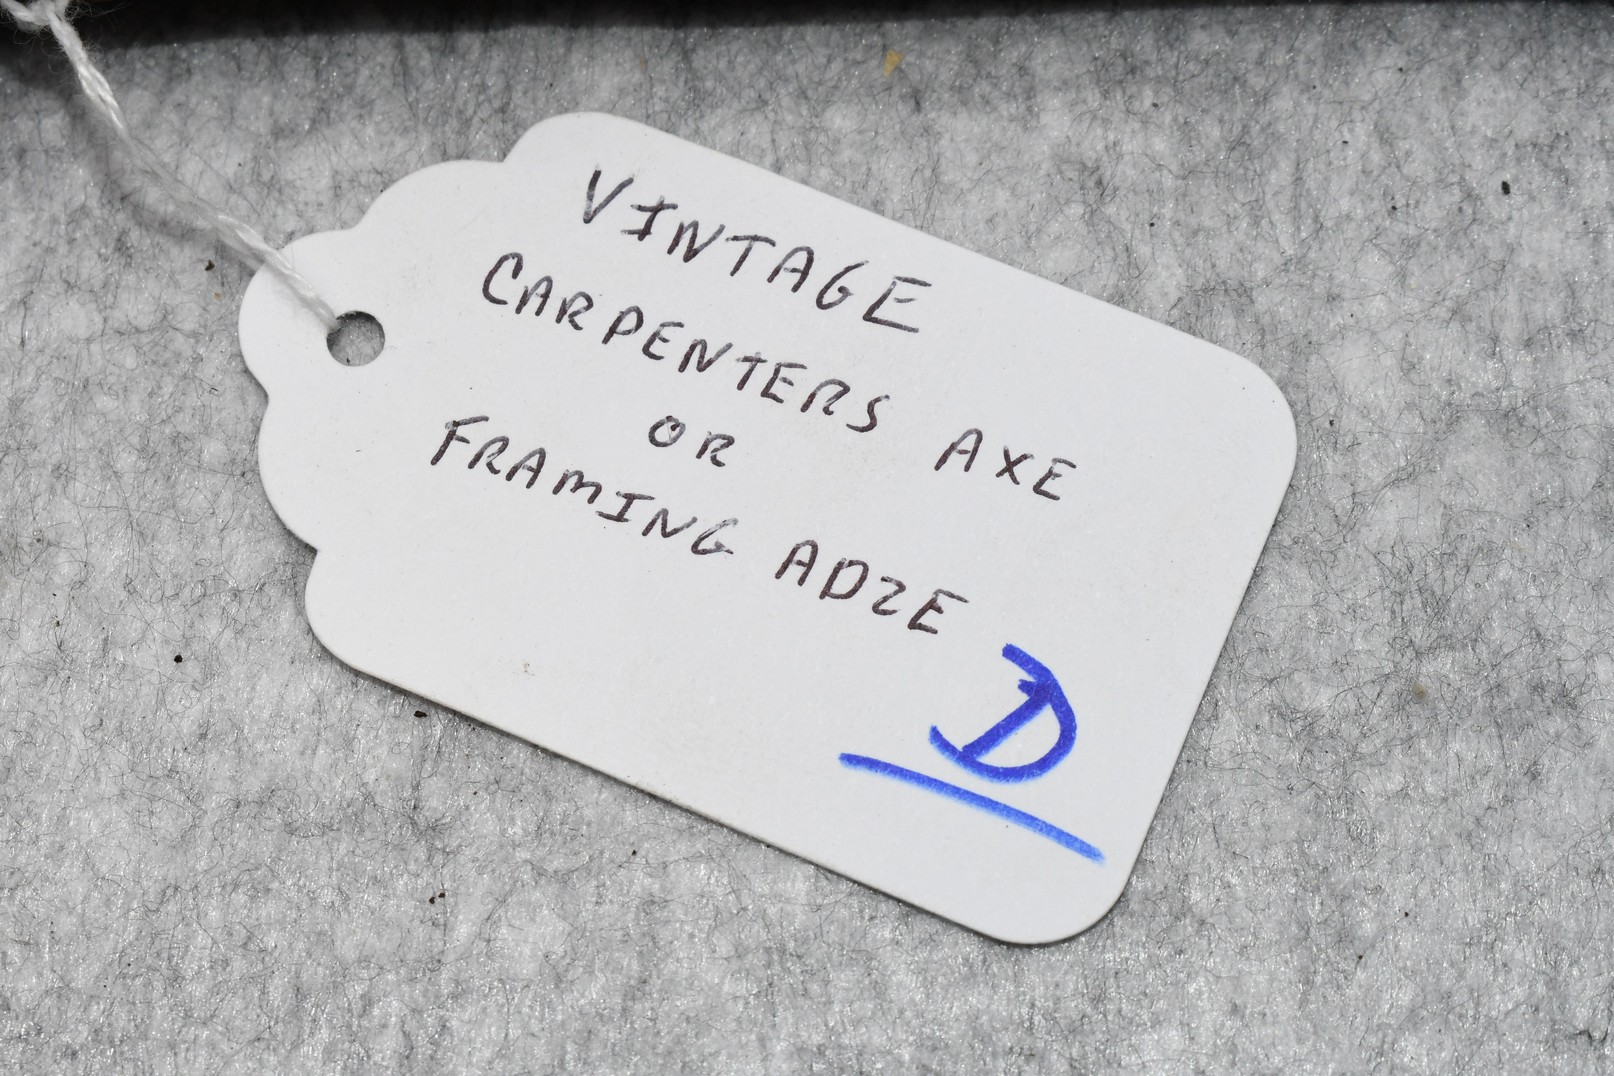 VINTAGE
CARPENTERS AXE
OR
FRAMING ADZE
D